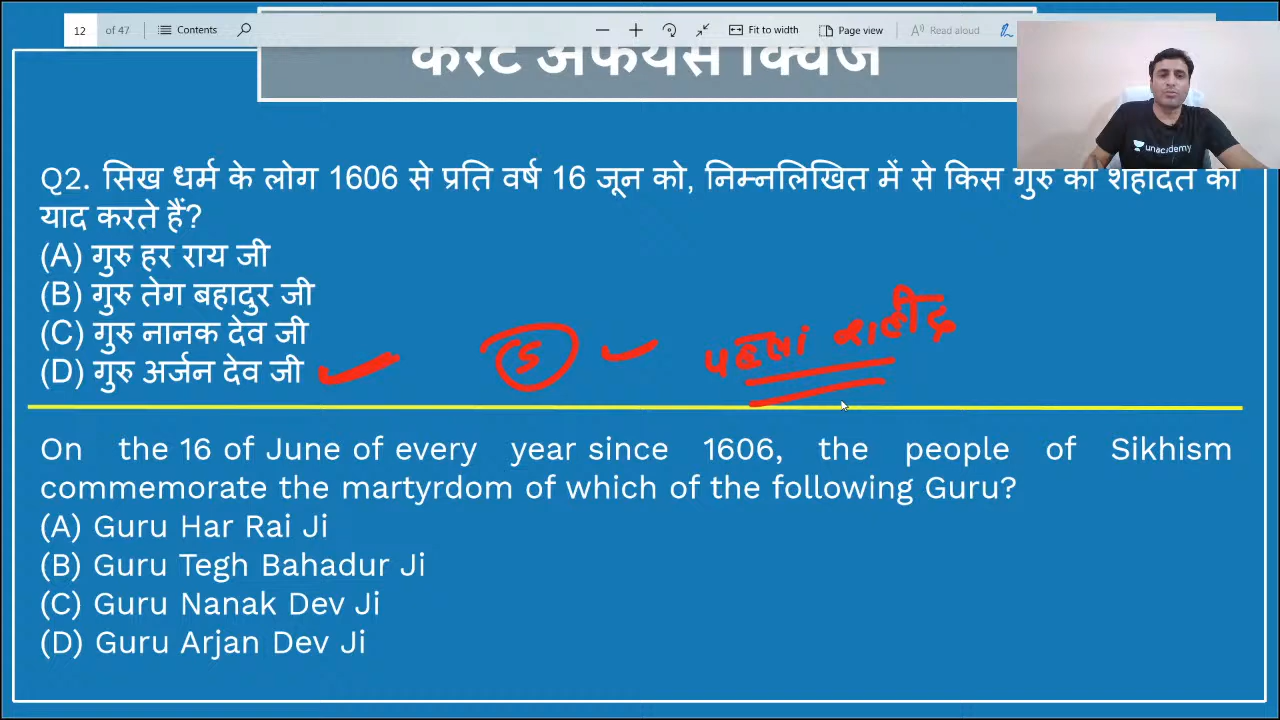 12 of 47 Contents Fit to width Page view Read aloud
करंट अफेयर्स क्विज
unacademy
Q2. सिख धर्म के लोग 1606 से प्रति वर्ष 16 जून को, निम्नलिखित में से किस गुरु की शहादत को
याद करते हैं?
(A) गुरु हर राय जी
(B) गुरु तेग बहादुर जी
(C) गुरु नानक देव जी
(D) गुरु अर्जन देव जी
5 पहला शहीद
On the 16 of June of every year since 1606, the people of Sikhism
commemorate the martyrdom of which of the following Guru?
(A) Guru Har Rai Ji
(B) Guru Tegh Bahadur Ji
(C) Guru Nanak Dev Ji
(D) Guru Arjan Dev Ji